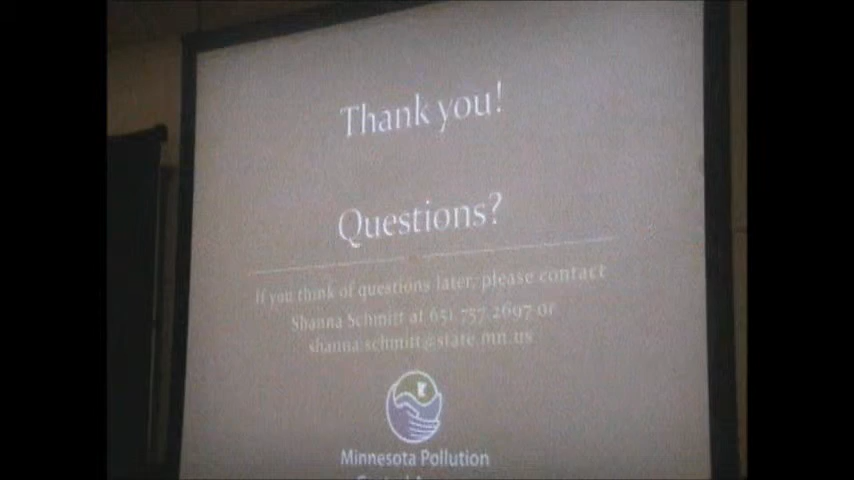 Thank you!
Questions?
If you think of questions later, please contact
Shanna Schmitt at 651.757.2697 or
shanna.schmitt@state.mn.us
Minnesota Pollution